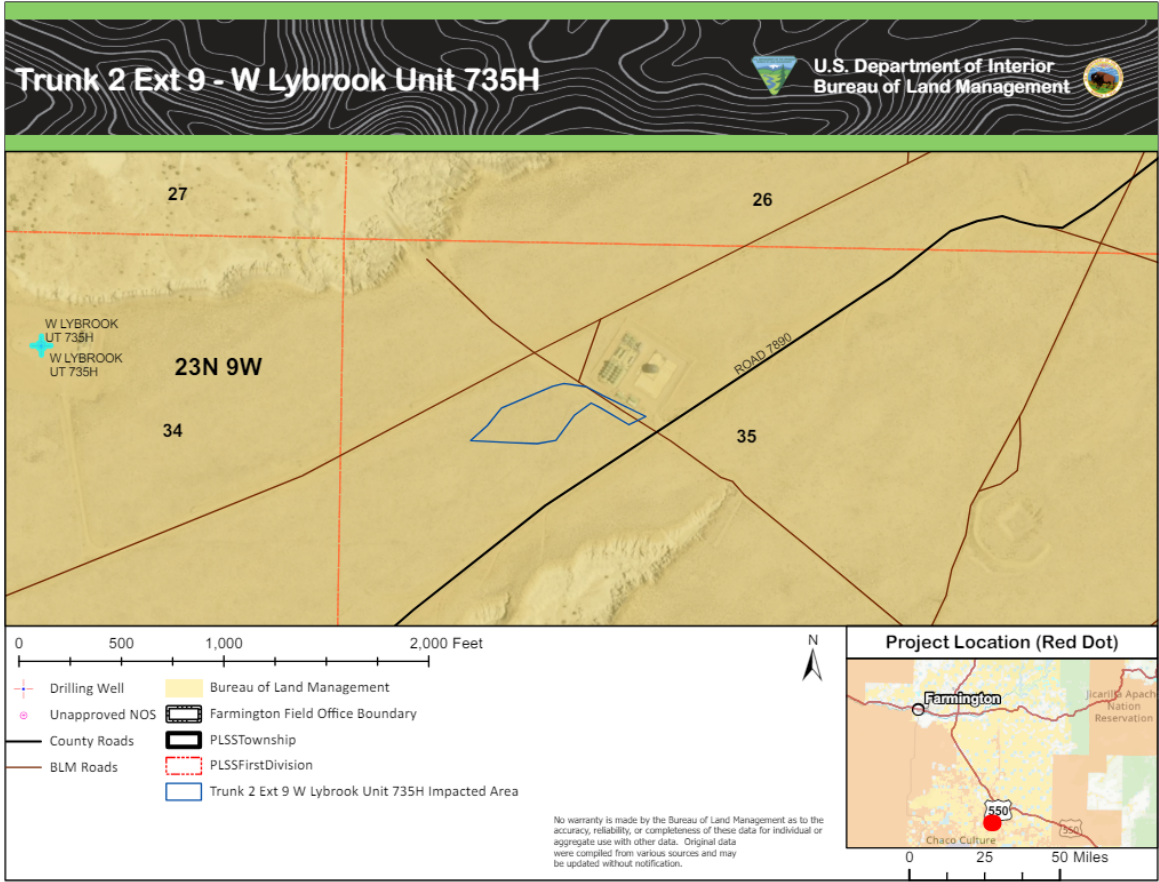 Trunk 2 Ext 9 - W Lybrook Unit 735H
U.S. Department of Interior
Bureau of Land Management
27
26
W LYBROOK
UT 735H
W LYBROOK
UT 735H
23N 9W
ROAD 7890
34
35
0 500 1,000 2,000 Feet
N
Drilling Well
Unapproved NOS
County Roads
BLM Roads
Bureau of Land Management
Farmington Field Office Boundary
PLSSTownship
PLSSFirstDivision
Trunk 2 Ext 9 W Lybrook Unit 735H Impacted Area
No warranty is made by the Bureau of Land Management as to the
accuracy, reliability, or completeness of these data for individual or
aggregate use with other data. Original data
were compiled from various sources and may
be updated without notification.
Project Location (Red Dot)
Farmington
Jicarilla Apach
Nation
Reservation
550
550
Chaco Culture
0 25 50 Miles